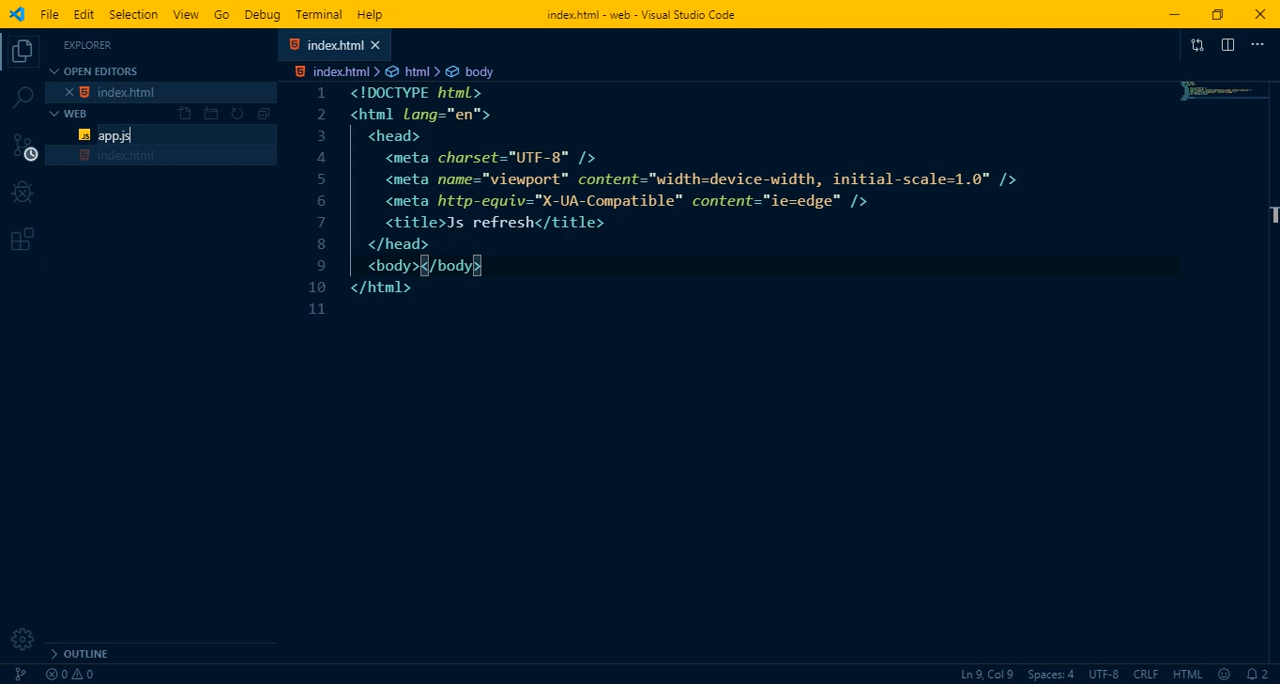 File Edit Selection View Go Debug Terminal Help
index.html - web - Visual Studio Code
EXPLORER
OPEN EDITORS
index.html
WEB
app.js
index.html
index.html
index.html > html > body
1 <!DOCTYPE html>
2 <html lang="en">
3 <head>
4 <meta charset="UTF-8" />
5 <meta name="viewport" content="width=device-width, initial-scale=1.0" />
6 <meta http-equiv="X-UA-Compatible" content="ie=edge" />
7 <title>Js refresh</title>
8 </head>
9 <body></body>
10 </html>
11
OUTLINE
0 0
Ln 9, Col 9 Spaces: 4 UTF-8 CRLF HTML 2